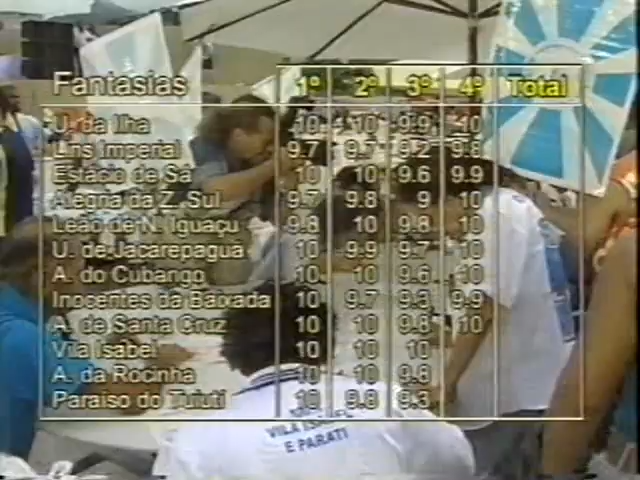 Fantasias 1º 2º 3º 4º Total
U. da Ilha 10 10 9.9 10
Lins Imperial 9.7 9.7 9.2 9.8
Estácio de Sá 10 10 9.6 9.9
Alegria da Z. Sul 9.7 9.8 9 10
Leão de N. Iguaçu 9.8 10 9.8 10
U. de Jacarepaguá 10 9.9 9.7 10
A. do Cubango 10 10 9.6 10
Inocentes da Baixada 10 9.7 9.3 9.9
A. de Santa Cruz 10 10 9.8 10
Vila Isabel 10 10 10
A. da Rocinha 10 10 9.8
Paraíso do Tuiuti 10 9.8 9.3
VILA ISABEL
E PARATI